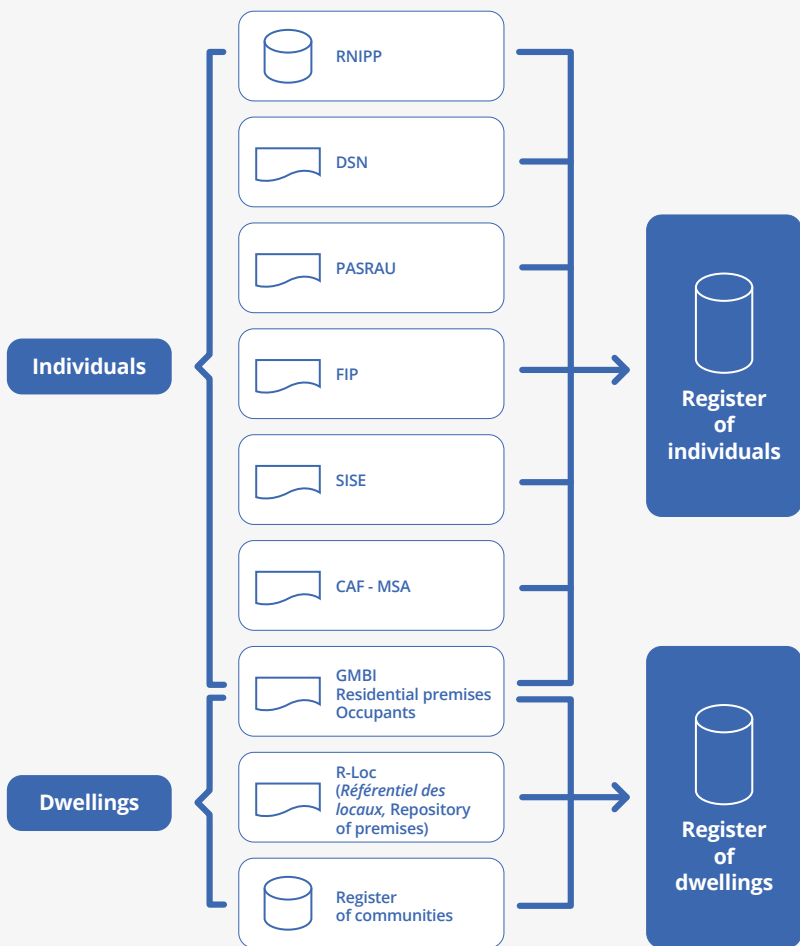 RNIPP
DSN
PASRAU
FIP
SISE
CAF - MSA
GMBI
Residential premises
Occupants
R-Loc
(Référentiel des
locaux, Repository
of premises)
Register
of communities
Individuals
Dwellings
Register
of
individuals
Register
of
dwellings